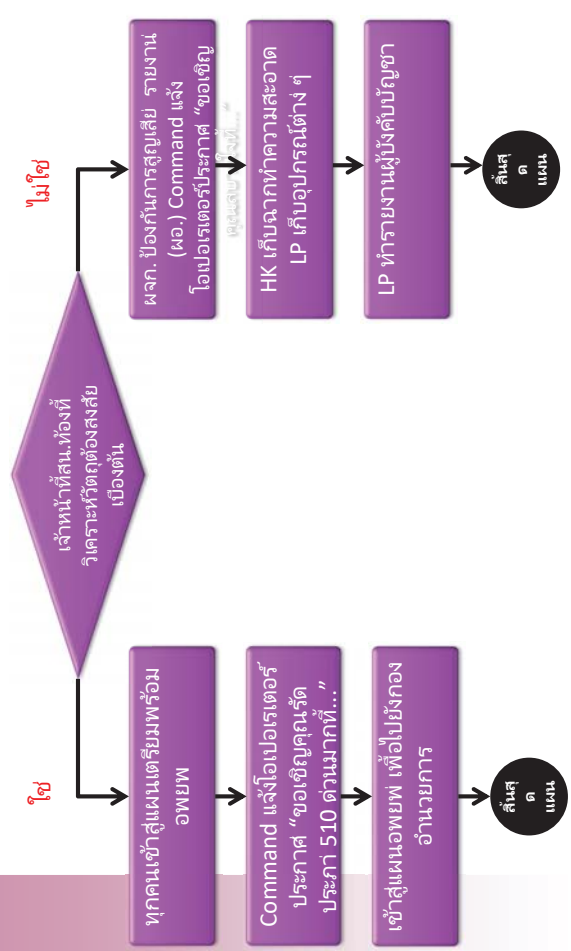 เจ้าหน้าที่สน.ท้องที่
วิเคราะห์วัตถุต้องสงสัย
เบื้องต้น
ใช่
ทุกคนเข้าสู่แผนเตรียมพร้อม
อพยพ
Command แจ้งโอเปอเรเตอร์
ประกาศ “ขอเชิญคุณรัด
ประภา 510 ด่วนมากที่...”
เข้าสู่แผนอพยพ เพื่อไปยังกอง
อำนวยการ
สิ้นสุ
ด
แผน
ไม่ใช่
ผจก. ป้องกันการสูญเสีย รายงาน
(ผอ.) Command แจ้ง
โอเปอเรเตอร์ประกาศ “ขอเชิญ
HK เก็บฉากทำความสะอาด
LP เก็บอุปกรณ์ต่าง ๆ
LP ทำรายงานผู้บังคับบัญชา
สิ้นสุ
ด
แผน